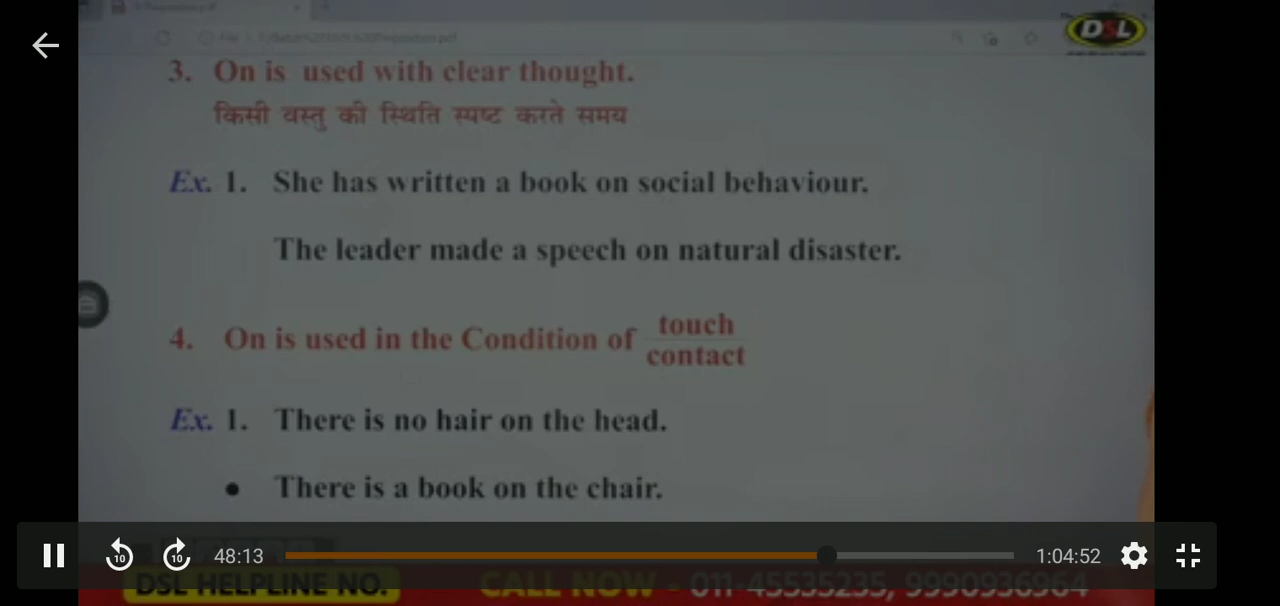 DSL
3. On is used with clear thought.
किसी वस्तु की स्थिति स्पष्ट करते समय
Ex. 1. She has written a book on social behaviour.
The leader made a speech on natural disaster.
4. On is used in the Condition of touch
contact
Ex. 1. There is no hair on the head.
• There is a book on the chair.
10 10 48:13 1:04:52
DSL HELPLINE NO. CALL NOW - 011-45535235, 9990936964